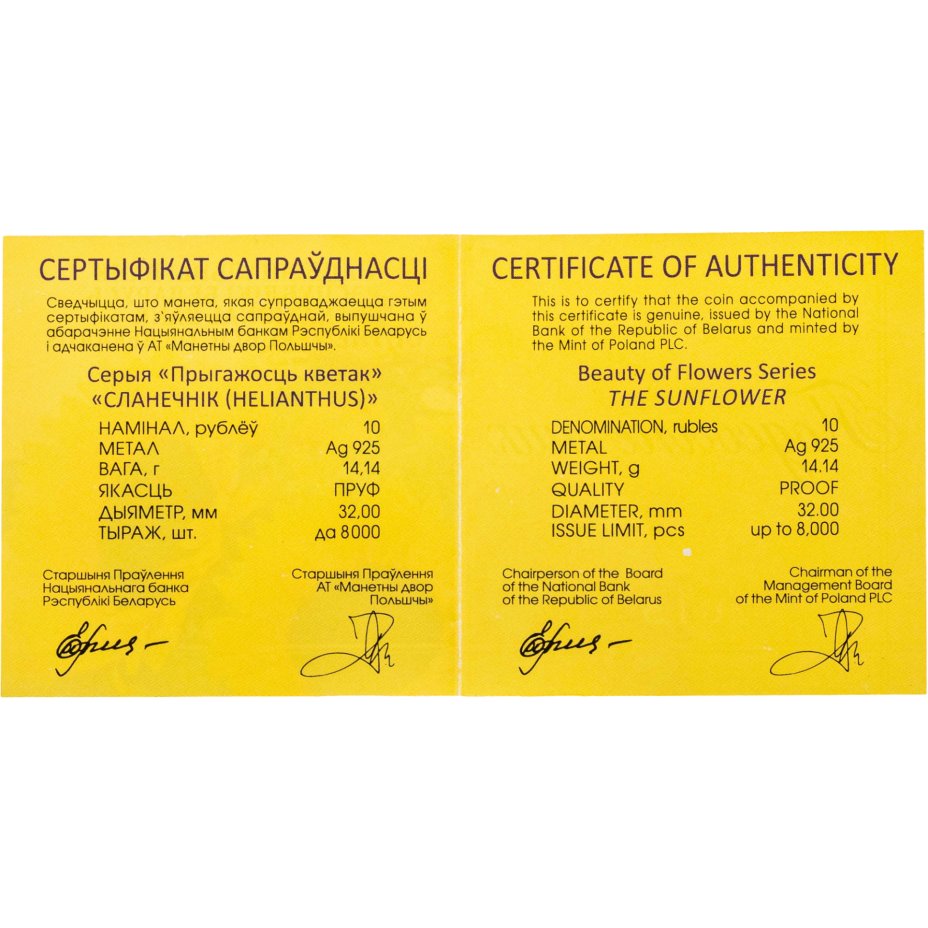 СЕРТЫФІКАТ САПРАЎДНАСЦІ
Сведчыцца, што манета, якая суправаджаецца гэтым
сертыфікатам, з'яўляецца сапраўднай, выпушчана ў
абарачэнне Нацыянальным банкам Рэспублікі Беларусь
і адчаканена ў АТ «Манетны двор Польшчы».
Серыя «Прыгажосць кветак»
«СЛАНЕЧНІК (HELIANTHUS)»
НАМІНАЛ, рублёў 10
МЕТАЛ Ag 925
ВАГА, г 14,14
ЯКАСЦЬ ПРУФ
ДЫЯМЕТР, мм 32,00
ТЫРАЖ, шт. да 8000
Старшыня Праўлення
Нацыянальнага банка
Рэспублікі Беларусь
Старшыня Праўлення
АТ «Манетны двор
Польшчы»
CERTIFICATE OF AUTHENTICITY
This is to certify that the coin accompanied by
this certificate is genuine, issued by the National
Bank of the Republic of Belarus and minted by
the Mint of Poland PLC.
Beauty of Flowers Series
THE SUNFLOWER
DENOMINATION, rubles 10
METAL Ag 925
WEIGHT, g 14.14
QUALITY PROOF
DIAMETER, mm 32.00
ISSUE LIMIT, pcs up to 8,000
Chairperson of the Board
of the National Bank
of the Republic of Belarus
Chairman of the
Management Board
of the Mint of Poland PLC